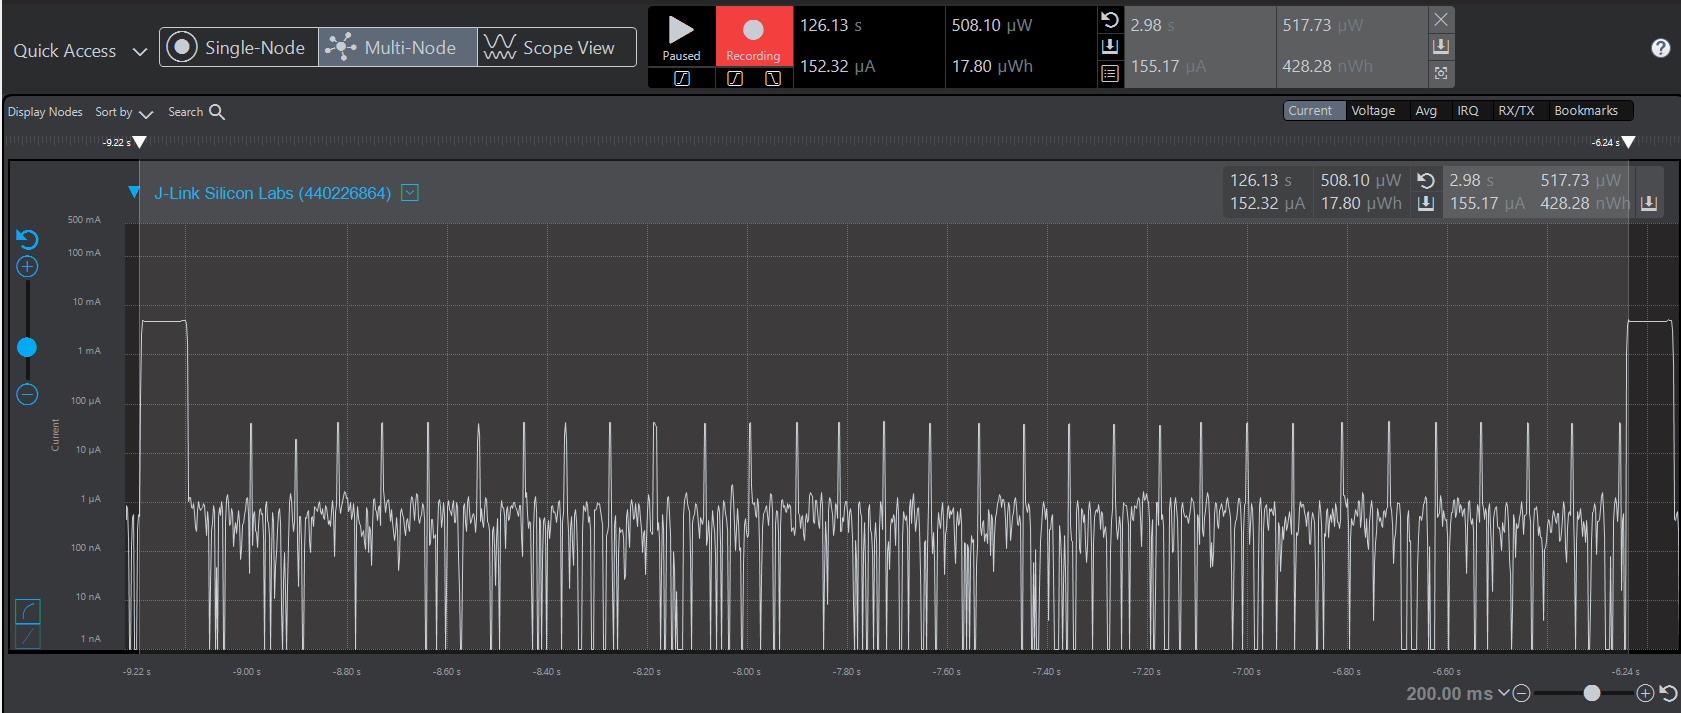 Quick Access
Single-Node
Multi-Node
Scope View
Paused
Recording
126.13 s
508.10 µW
152.32 µA
17.80 µWh
2.98 s
517.73 µW
155.17 µA
428.28 nWh
Display Nodes
Sort by
Search
Current
Voltage
Avg
IRQ
RX/TX
Bookmarks
-9.22 s
-6.24 s
J-Link Silicon Labs (440226864)
126.13 s
508.10 µW
2.98 s
517.73 µW
152.32 µA
17.80 µWh
155.17 µA
428.28 nWh
500 mA
100 mA
10 mA
1 mA
100 µA
10 µA
1 µA
100 nA
10 nA
1 nA
Current
-9.22 s
-9.00 s
-8.80 s
-8.60 s
-8.40 s
-8.20 s
-8.00 s
-7.80 s
-7.60 s
-7.40 s
-7.20 s
-7.00 s
-6.80 s
-6.60 s
-6.24 s
200.00 ms